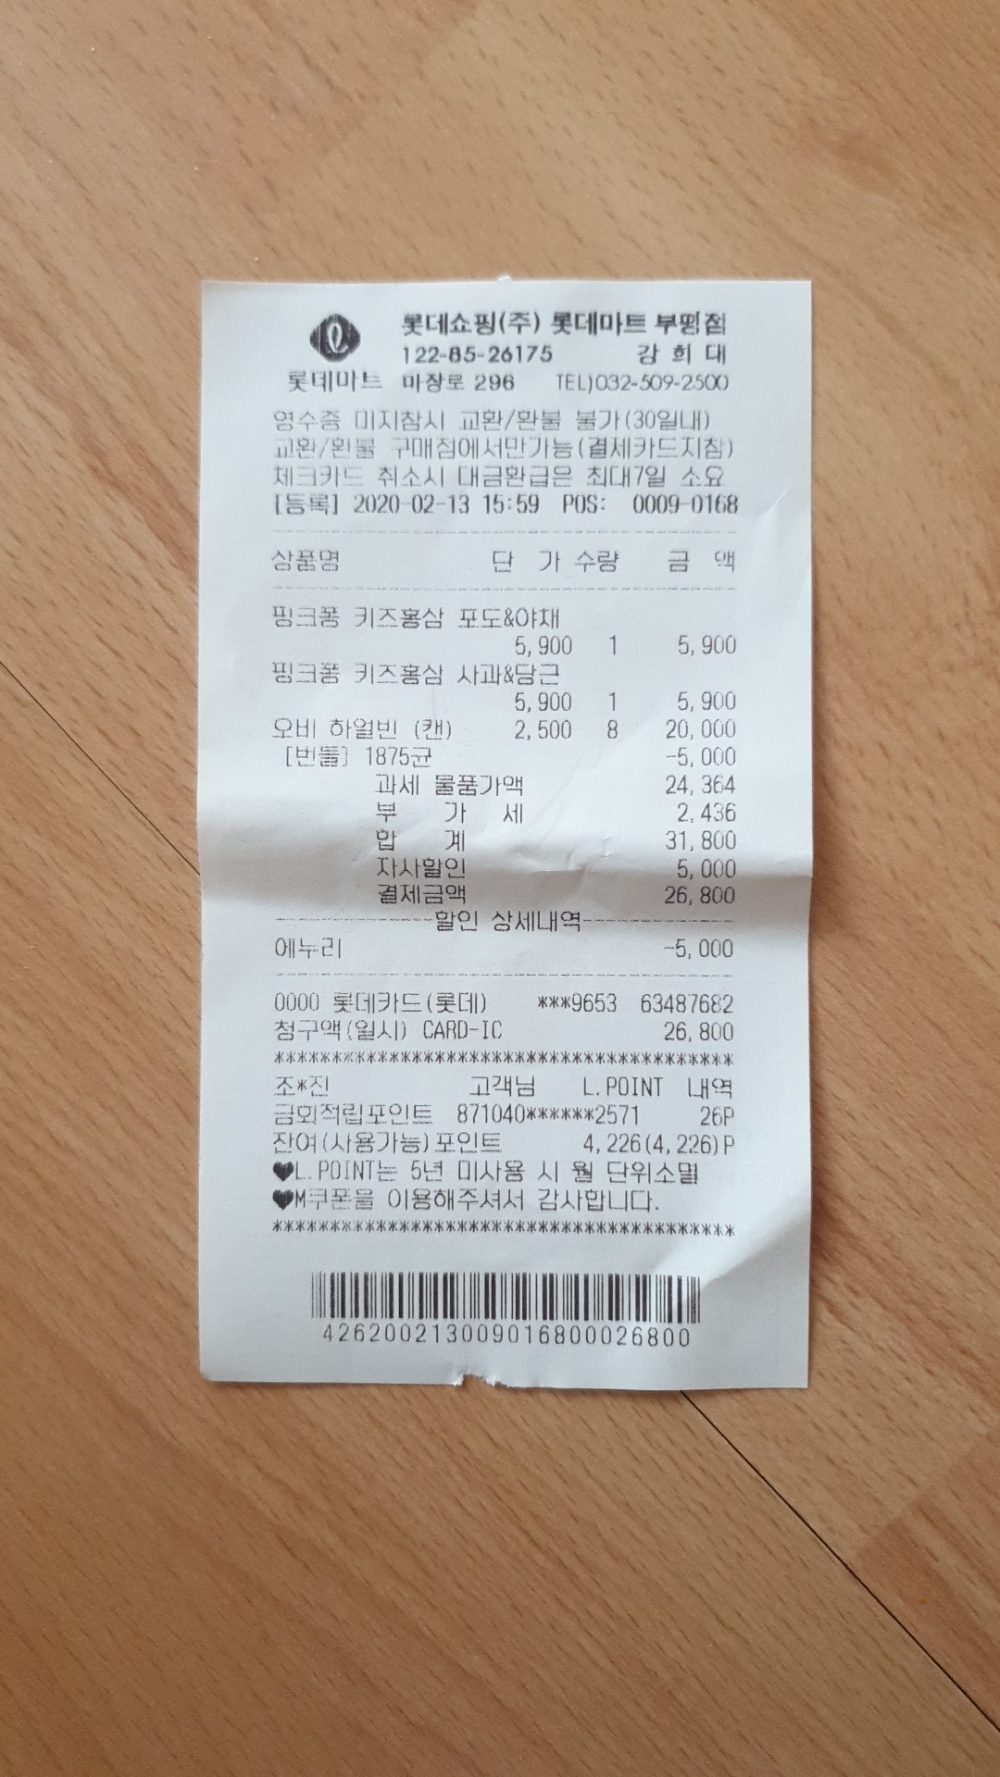 롯데쇼핑(주) 롯데마트 부평점
122-85-26175 강 희 대
롯데마트 마장로 296 TEL)032-509-2500
영수증 미지참시 교환/환불 불가(30일내)
교환/환불 구매점에서만가능(결제카드지참)
체크카드 취소시 대금환급은 최대7일 소요
[등록] 2020-02-13 15:59 POS: 0009-0168
상품명 단 가 수량 금 액
핑크퐁 키즈홍삼 포도&야채
5,900 1 5,900
핑크퐁 키즈홍삼 사과&당근
5,900 1 5,900
오비 하얼빈 (캔) 2,500 8 20,000
[번들] 1875균 -5,000
과세 물품가액 24,364
부 가 세 2,436
합 계 31,800
자사할인 5,000
결제금액 26,800
할인 상세내역
에누리 -5,000
0000 롯데카드(롯데) ***9653 63487682
청구액(일시) CARD-IC 26,800
******************************************
조*진 고객님 L.POINT 내역
금회적립포인트 871040******2571 26P
잔여(사용가능)포인트 4,226(4,226)P
♥L.POINT는 5년 미사용 시 월 단위소멸
♥M쿠폰을 이용해주셔서 감사합니다.
******************************************
426200213009016800026800